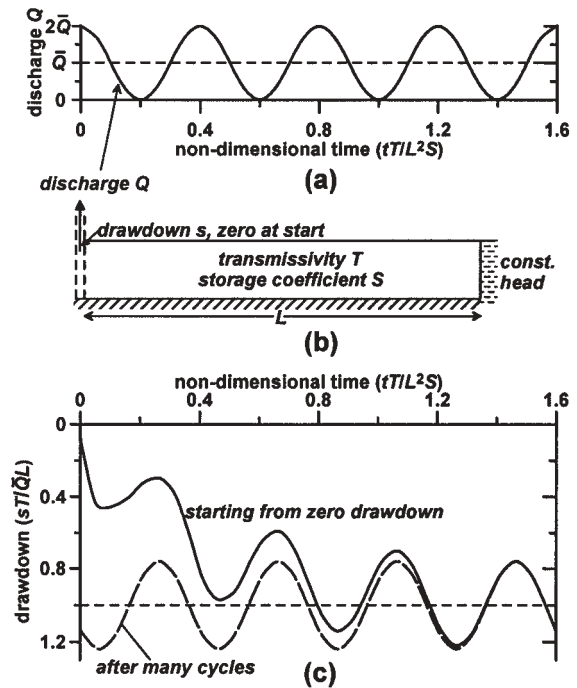 discharge Q
2Q̄
Q̄
0
0 0.4 0.8 1.2 1.6
non-dimensional time (tT/L²S)
(a)
discharge Q
drawdown s, zero at start
transmissivity T
storage coefficient S
const.
head
L
(b)
non-dimensional time (tT/L²S)
0 0.2 0.4 0.8 1.2 1.6
drawdown (sT/Q̄L)
0
0.4
0.8
1.2
starting from zero drawdown
after many cycles
(c)